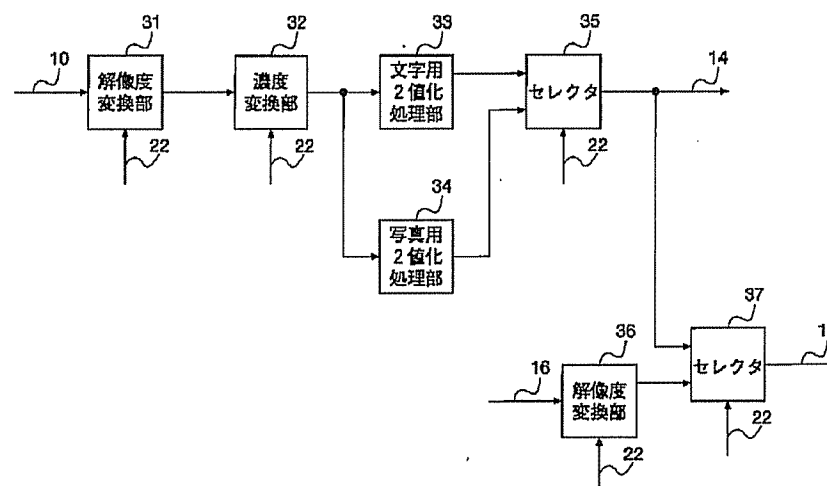 31
32
33
35
10
14
解像度
変換部
濃度
変換部
文字用
2値化
処理部
セレクタ
22
22
22
34
写真用
2値化
処理部
37
36
16
解像度
変換部
セレクタ
22
22